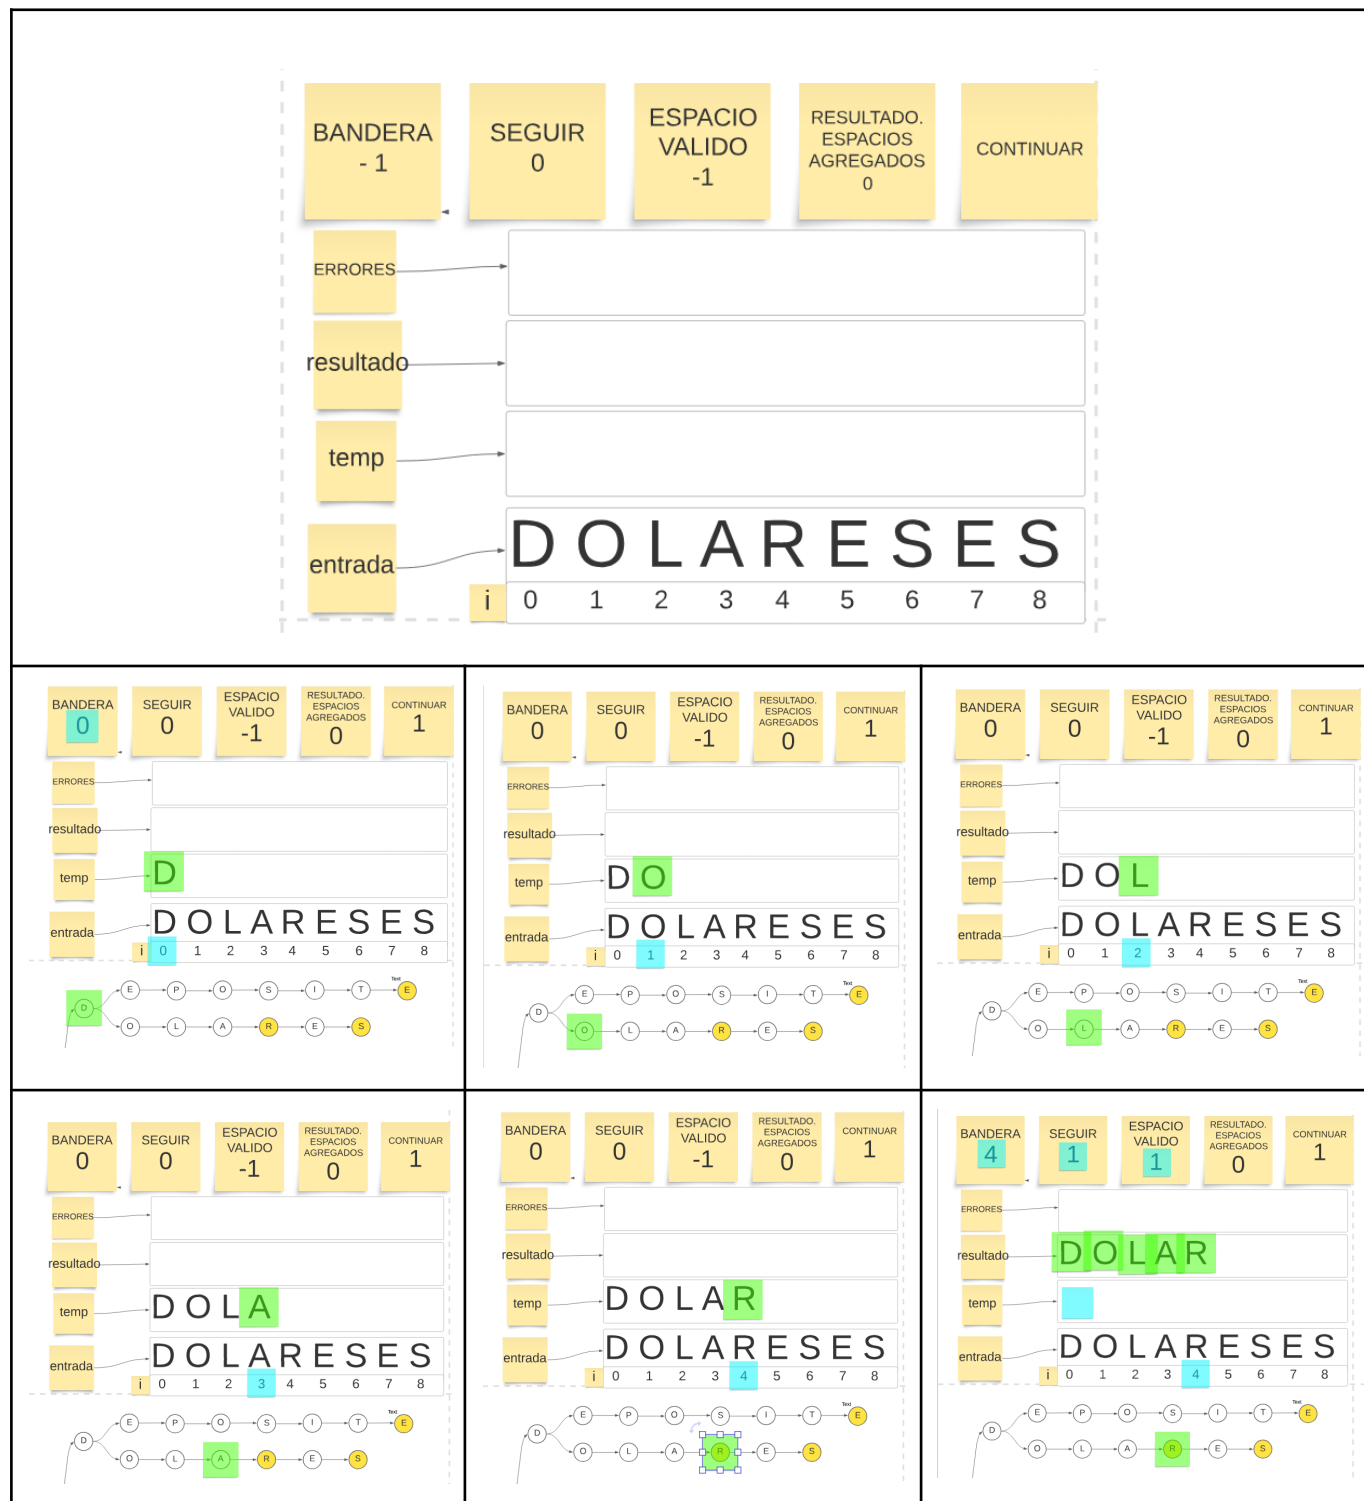 BANDERA
- 1
SEGUIR
0
ESPACIO
VALIDO
-1
RESULTADO.
ESPACIOS
AGREGADOS
0
CONTINUAR
ERRORES
resultado
temp
entrada
D O L A R E S E S
i 0 1 2 3 4 5 6 7 8
BANDERA
0
SEGUIR
0
ESPACIO
VALIDO
-1
RESULTADO.
ESPACIOS
AGREGADOS
0
CONTINUAR
1
ERRORES
resultado
temp
D
entrada
D O L A R E S E S
i 0 1 2 3 4 5 6 7 8
Text
D
E P O S I T E
O L A R E S
BANDERA
0
SEGUIR
0
ESPACIO
VALIDO
-1
RESULTADO.
ESPACIOS
AGREGADOS
0
CONTINUAR
1
ERRORES
resultado
temp
D O
entrada
D O L A R E S E S
i 0 1 2 3 4 5 6 7 8
Text
D
E P O S I T E
O L A R E S
BANDERA
0
SEGUIR
0
ESPACIO
VALIDO
-1
RESULTADO.
ESPACIOS
AGREGADOS
0
CONTINUAR
1
ERRORES
resultado
temp
D O L
entrada
D O L A R E S E S
i 0 1 2 3 4 5 6 7 8
Text
D
E P O S I T E
O L A R E S
BANDERA
0
SEGUIR
0
ESPACIO
VALIDO
-1
RESULTADO.
ESPACIOS
AGREGADOS
0
CONTINUAR
1
ERRORES
resultado
temp
D O L A
entrada
D O L A R E S E S
i 0 1 2 3 4 5 6 7 8
Text
D
E P O S I T E
O L A R E S
BANDERA
0
SEGUIR
0
ESPACIO
VALIDO
-1
RESULTADO.
ESPACIOS
AGREGADOS
0
CONTINUAR
1
ERRORES
resultado
temp
D O L A R
entrada
D O L A R E S E S
i 0 1 2 3 4 5 6 7 8
Text
D
E P O S I T E
O L A R E S
BANDERA
4
SEGUIR
1
ESPACIO
VALIDO
1
RESULTADO.
ESPACIOS
AGREGADOS
0
CONTINUAR
1
ERRORES
resultado
D O L A R
temp
entrada
D O L A R E S E S
i 0 1 2 3 4 5 6 7 8
Text
D
E P O S I T E
O L A R E S